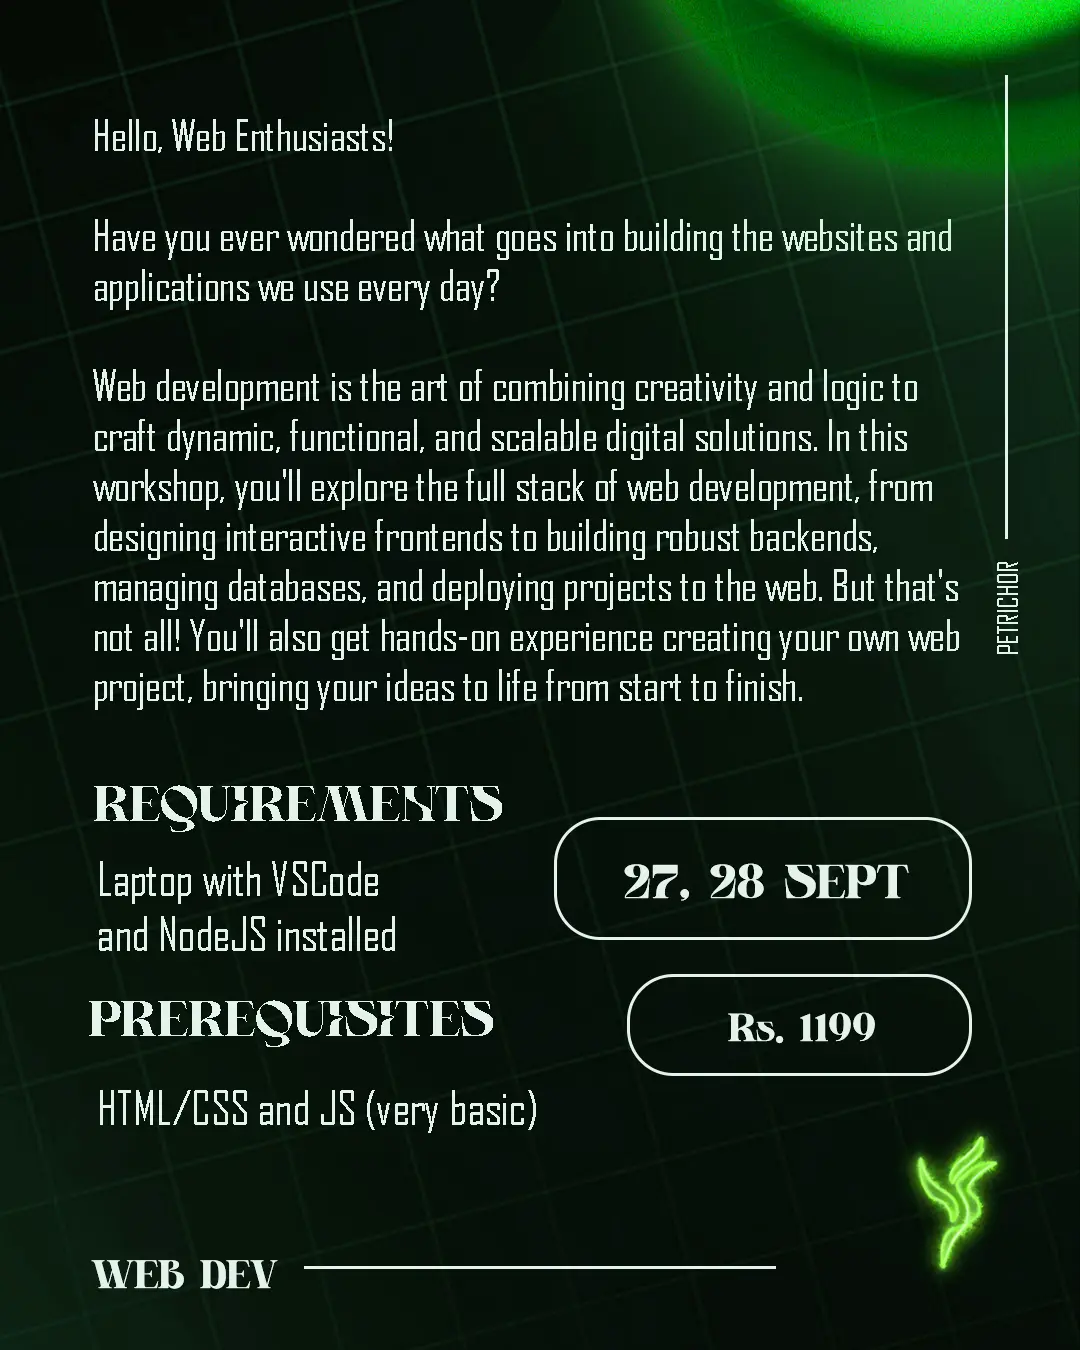 Hello, Web Enthusiasts!
Have you ever wondered what goes into building the websites and
applications we use every day?
Web development is the art of combining creativity and logic to
craft dynamic, functional, and scalable digital solutions. In this
workshop, you'll explore the full stack of web development, from
designing interactive frontends to building robust backends,
managing databases, and deploying projects to the web. But that's
not all! You'll also get hands-on experience creating your own web
project, bringing your ideas to life from start to finish.
PETRICHOR
REQUIREMENTS
Laptop with VSCode
and NodeJS installed
27, 28 SEPT
PREREQUISITES
Rs. 1199
HTML/CSS and JS (very basic)
WEB DEV